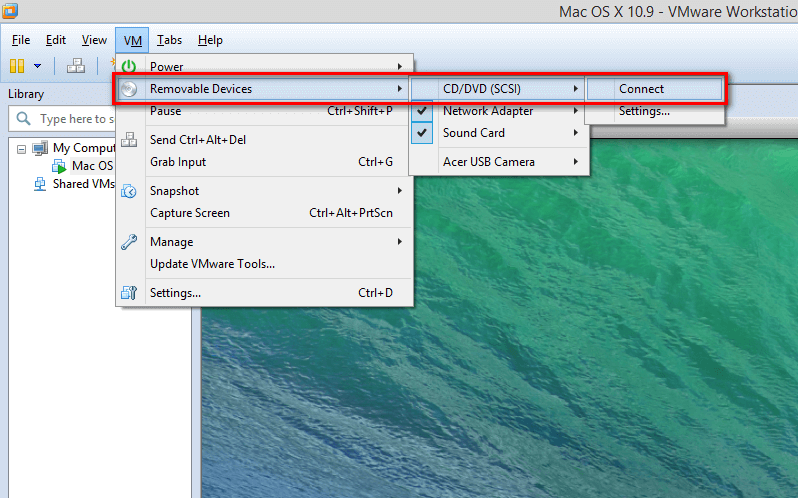 Mac OS X 10.9 - VMware Workstatio
File Edit View VM Tabs Help
Library
Type here to s
My Comput
Mac OS
Shared VMs
Power
Removable Devices
Pause Ctrl+Shift+P
Send Ctrl+Alt+Del
Grab Input Ctrl+G
Snapshot
Capture Screen Ctrl+Alt+PrtScn
Manage
Update VMware Tools...
Settings... Ctrl+D
CD/DVD (SCSI)
Network Adapter
Sound Card
Acer USB Camera
Connect
Settings...